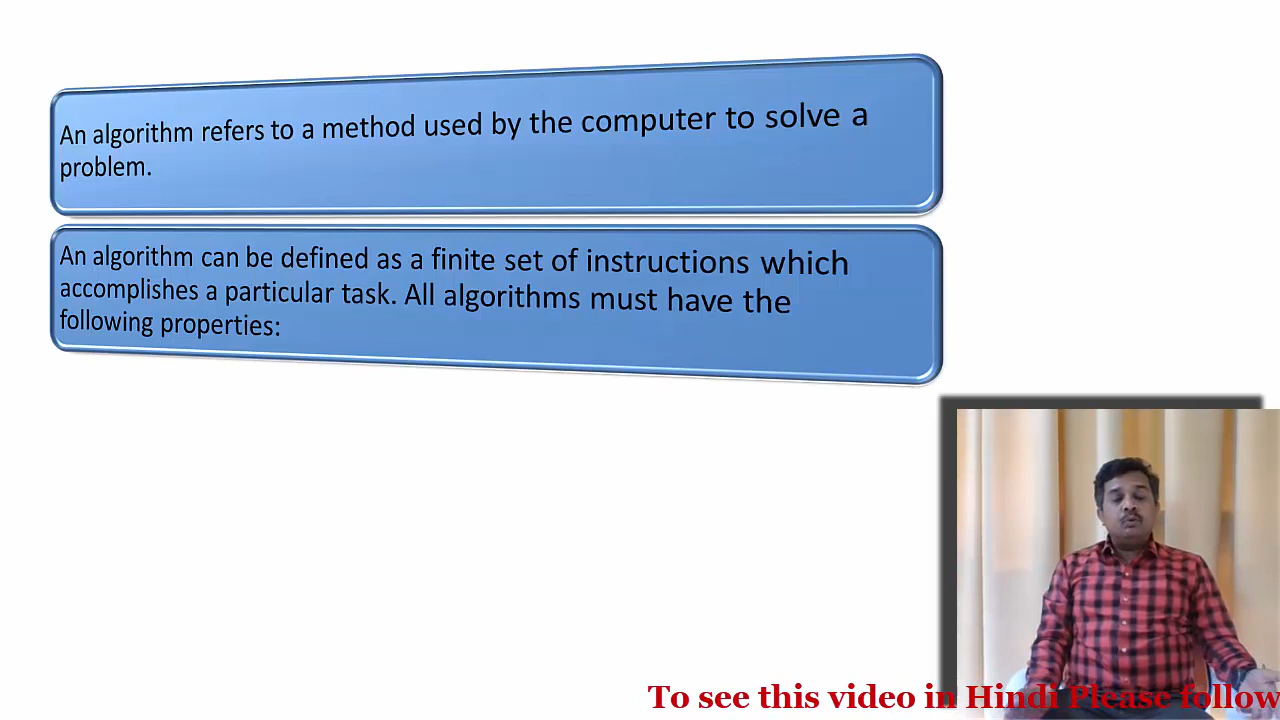 An algorithm refers to a method used by the computer to solve a
problem.
An algorithm can be defined as a finite set of instructions which
accomplishes a particular task. All algorithms must have the
following properties:
To see this video in Hindi Please follow